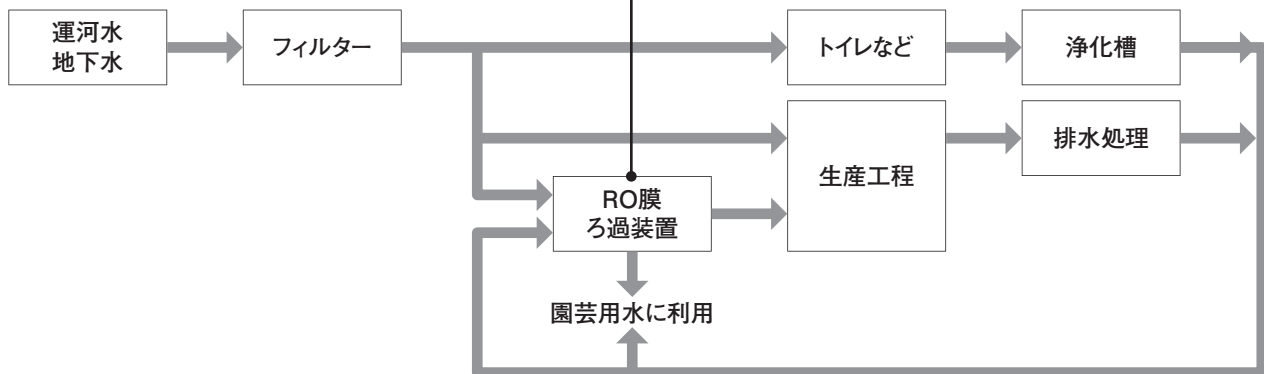 運河水
地下水
フィルター
トイレなど
浄化槽
生産工程
排水処理
RO膜
ろ過装置
園芸用水に利用